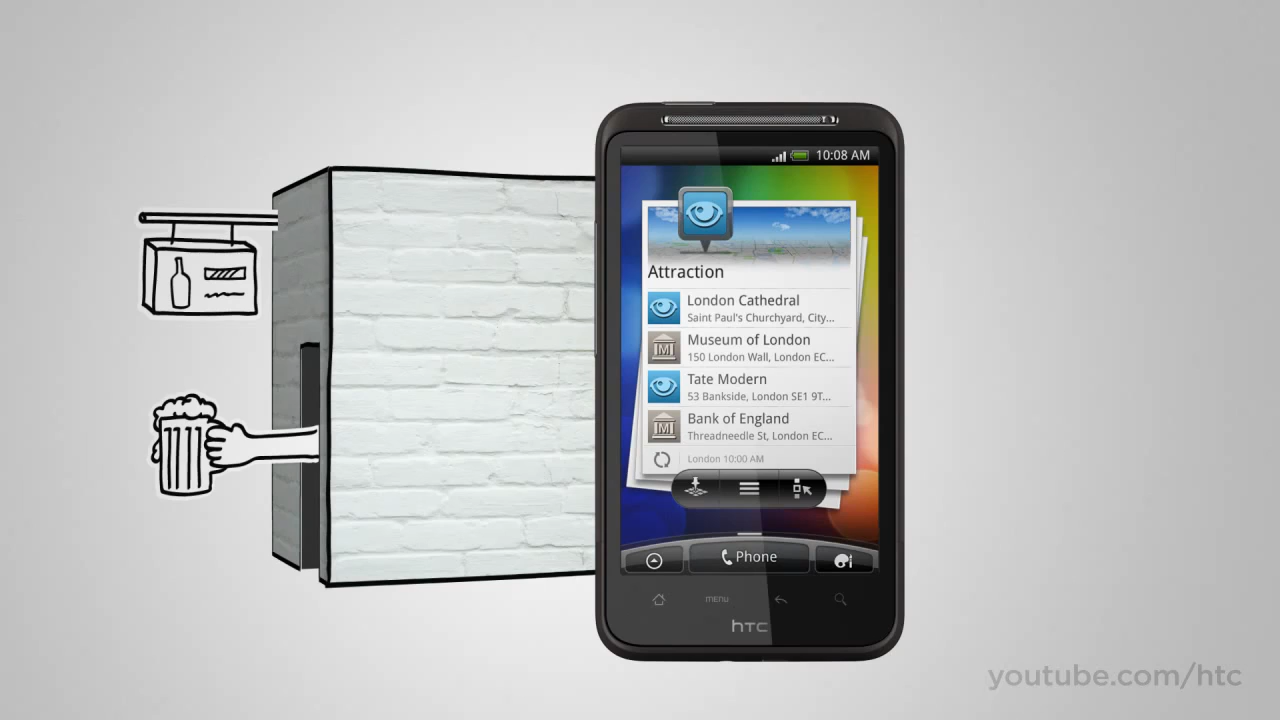 10:08 AM
Attraction
London Cathedral
Saint Paul's Churchyard, City...
Museum of London
150 London Wall, London EC...
Tate Modern
53 Bankside, London SE1 9T...
Bank of England
Threadneedle St, London EC...
London 10:00 AM
Phone
MENU
hTC
youtube.com/htc